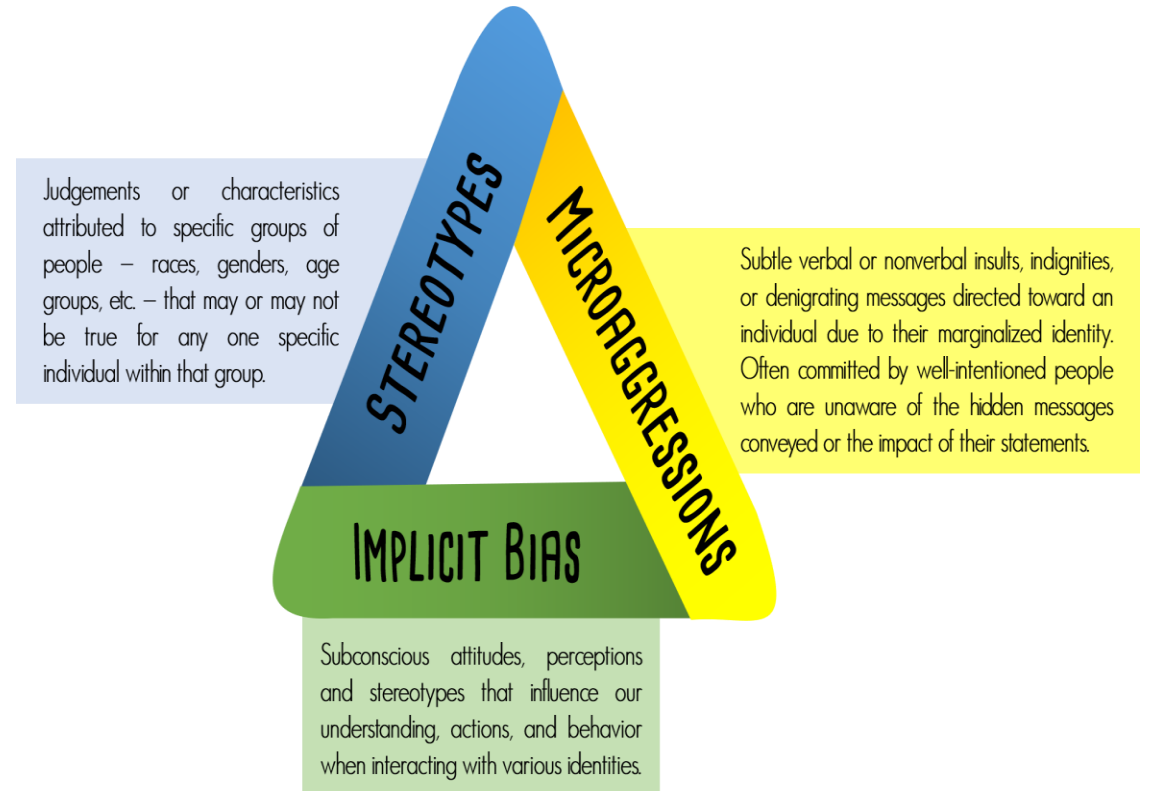 STEREOTYPES
Judgements or characteristics
attributed to specific groups of
people – races, genders, age
groups, etc. – that may or may not
be true for any one specific
individual within that group.
MICROAGGRESSIONS
Subtle verbal or nonverbal insults, indignities,
or denigrating messages directed toward an
individual due to their marginalized identity.
Often committed by well-intentioned people
who are unaware of the hidden messages
conveyed or the impact of their statements.
IMPLICIT BIAS
Subconscious attitudes, perceptions
and stereotypes that influence our
understanding, actions, and behavior
when interacting with various identities.